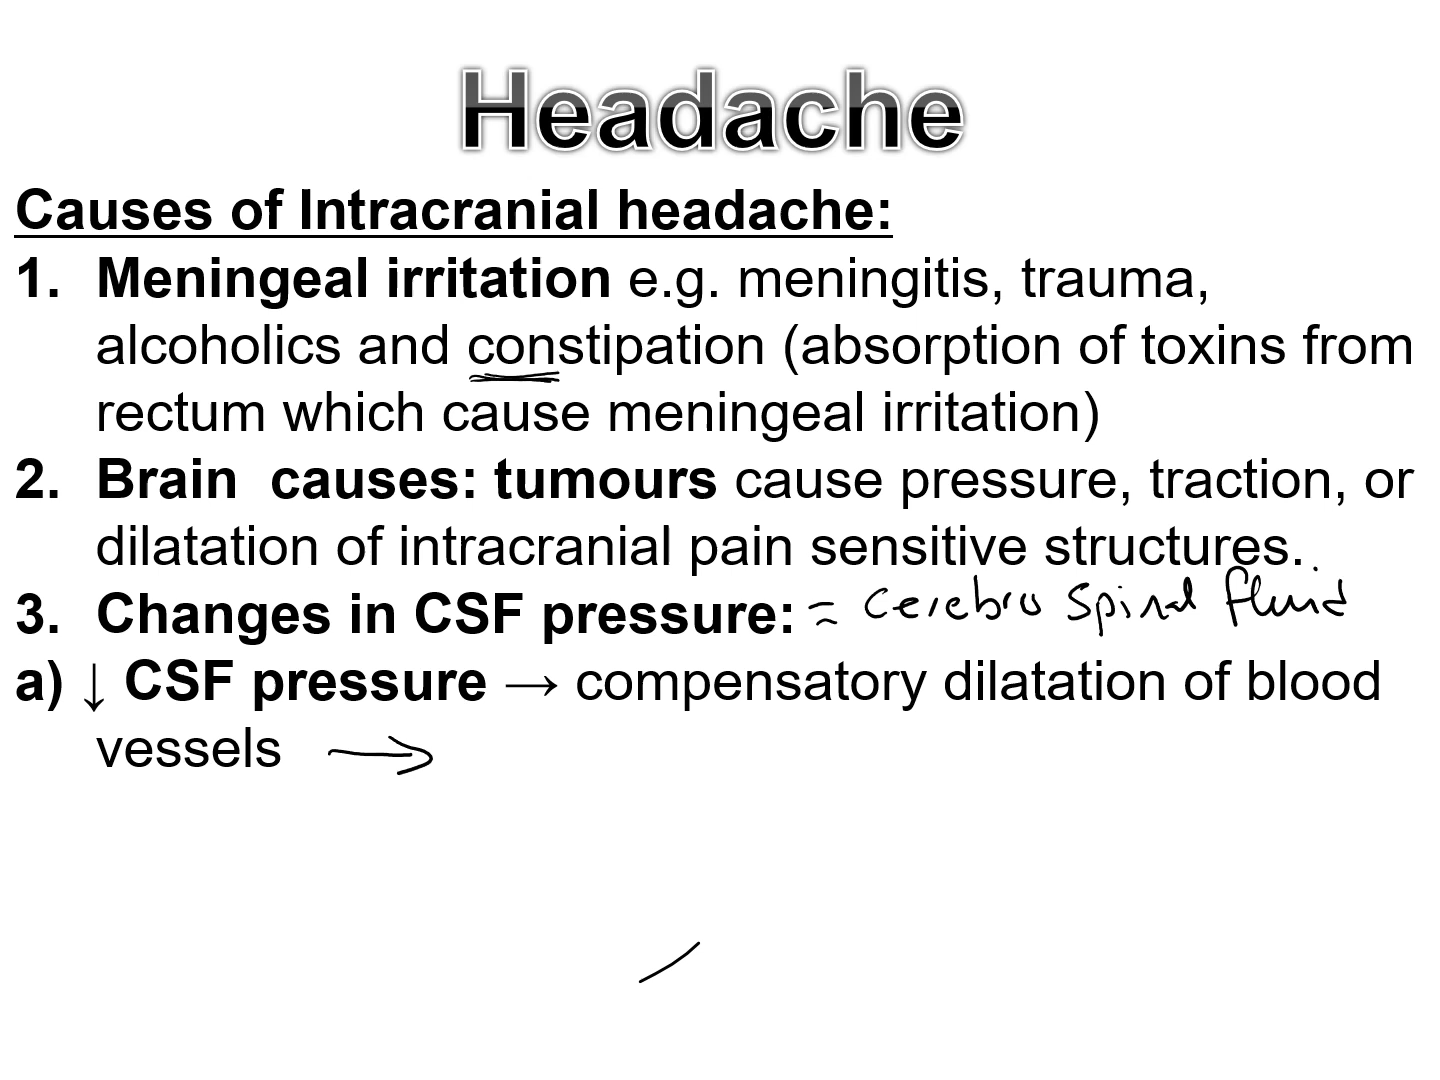 Headache
Causes of Intracranial headache:
1. Meningeal irritation e.g. meningitis, trauma,
alcoholics and constipation (absorption of toxins from
rectum which cause meningeal irritation)
2. Brain causes: tumours cause pressure, traction, or
dilatation of intracranial pain sensitive structures.
3. Changes in CSF pressure: = Cerebro Spinal fluid
a) ↓ CSF pressure → compensatory dilatation of blood
vessels →